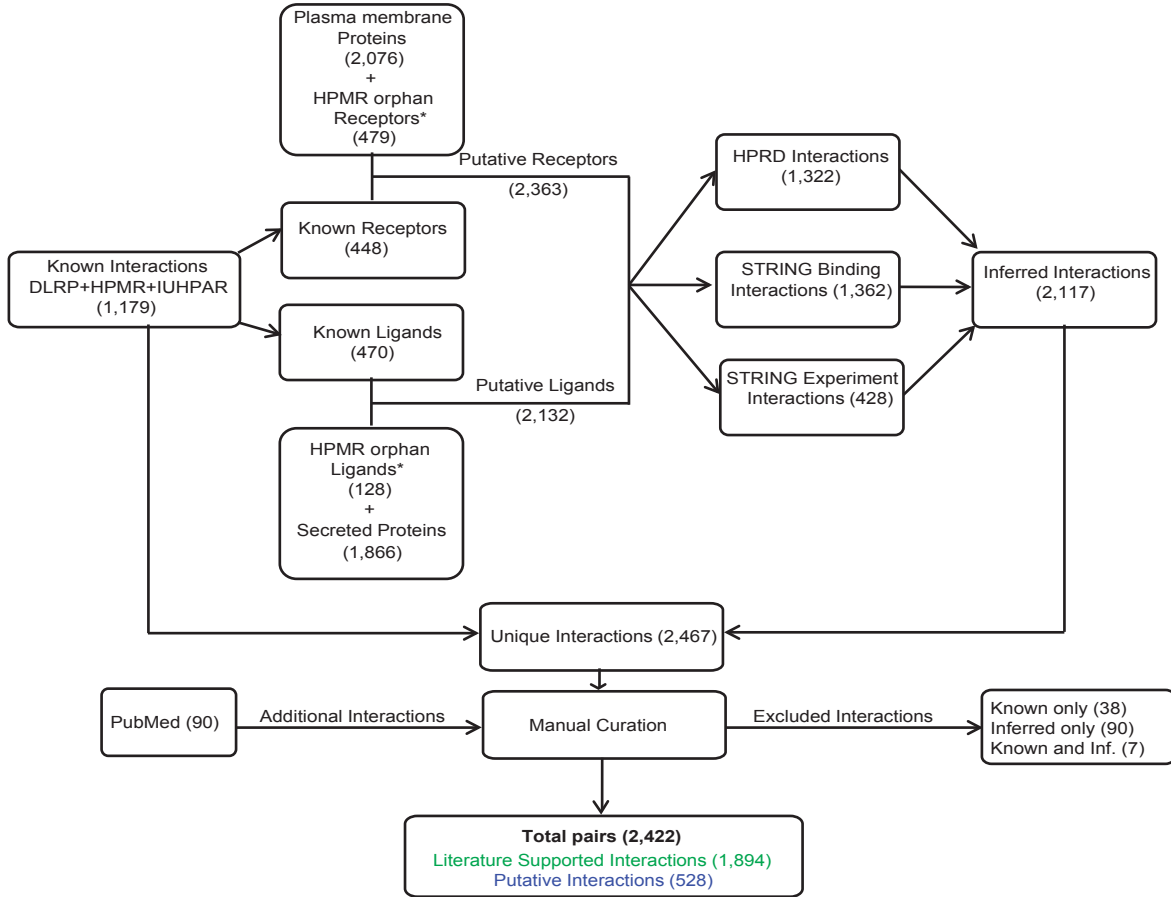 Plasma membrane
Proteins
(2,076)
+
HPMR orphan
Receptors*
(479)
Putative Receptors
(2,363)
HPRD Interactions
(1,322)
Known Receptors
(448)
Known Interactions
DLRP+HPMR+IUHPAR
(1,179)
STRING Binding
Interactions (1,362)
Inferred Interactions
(2,117)
Known Ligands
(470)
Putative Ligands
(2,132)
STRING Experiment
Interactions (428)
HPMR orphan
Ligands*
(128)
+
Secreted Proteins
(1,866)
Unique Interactions (2,467)
PubMed (90)
Additional Interactions
Manual Curation
Excluded Interactions
Known only (38)
Inferred only (90)
Known and Inf. (7)
Total pairs (2,422)
Literature Supported Interactions (1,894)
Putative Interactions (528)